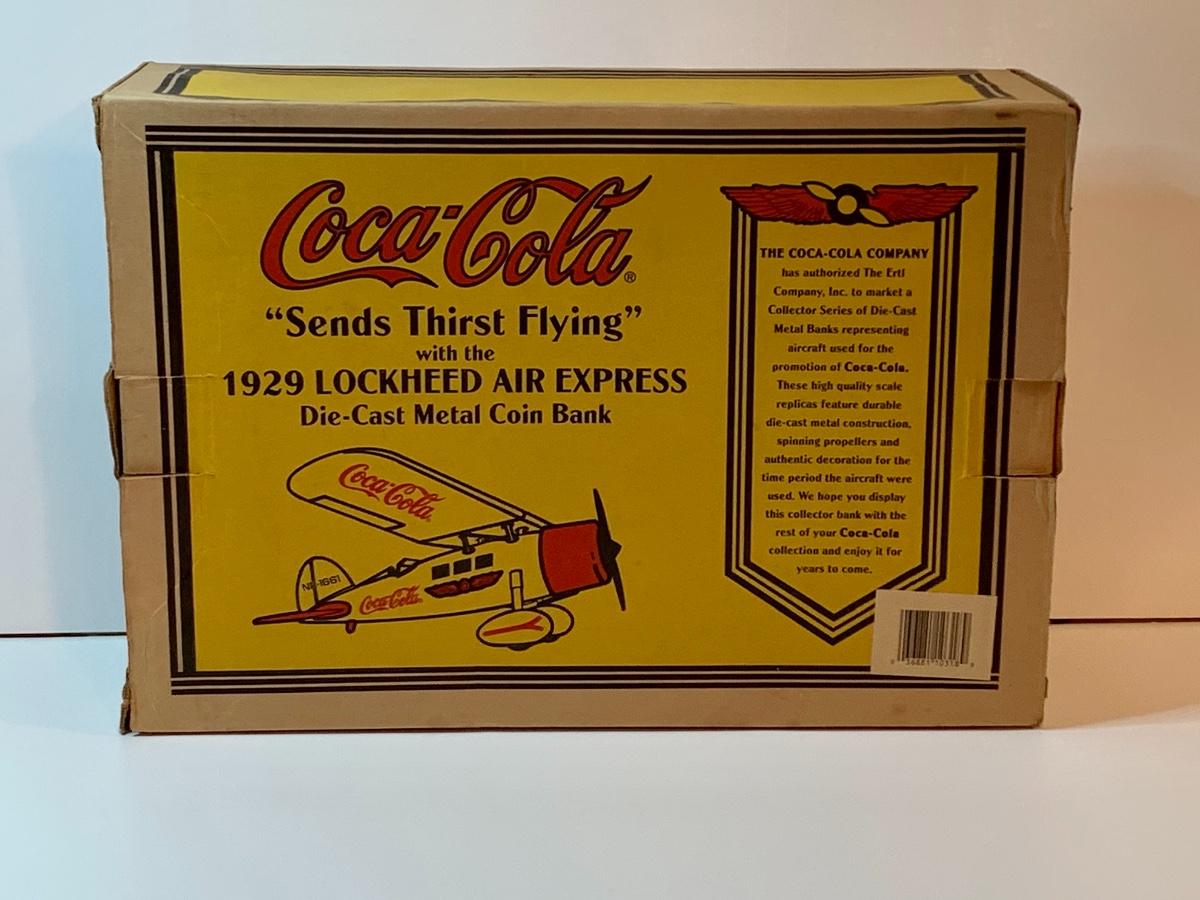 Coca-Cola®
“Sends Thirst Flying”
with the
1929 LOCKHEED AIR EXPRESS
Die-Cast Metal Coin Bank
Coca-Cola
Coca-Cola
THE COCA-COLA COMPANY
has authorized The Ertl
Company, Inc. to market a
Collector Series of Die-Cast
Metal Banks representing
aircraft used for the
promotion of Coca-Cola.
These high quality scale
replicas feature durable
die-cast metal construction,
spinning propellers and
authentic decoration for the
time period the aircraft were
used. We hope you display
this collector bank with the
rest of your Coca-Cola
collection and enjoy it for
years to come.